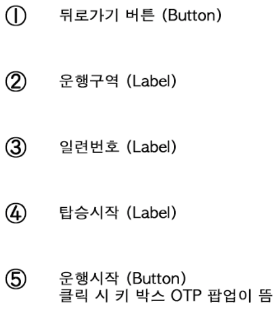 ① 뒤로가기 버튼 (Button)
② 운행구역 (Label)
③ 일련번호 (Label)
④ 탑승시작 (Label)
⑤ 운행시작 (Button)
클릭 시 키 박스 OTP 팝업이 뜸